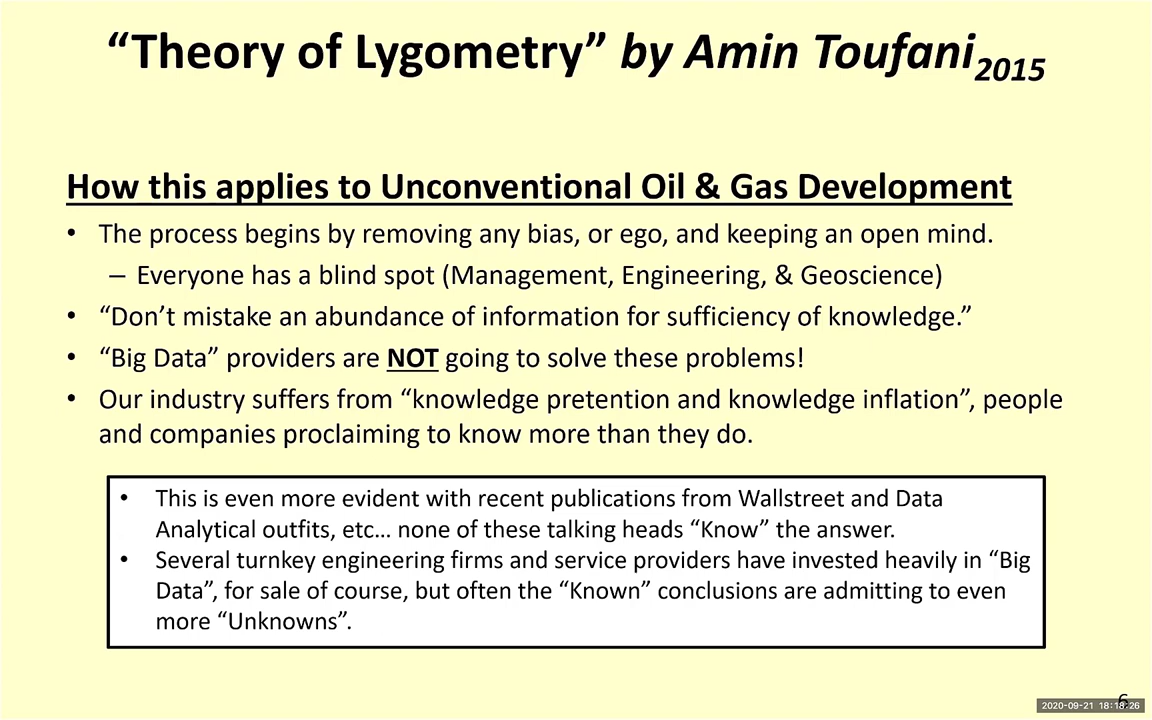 “Theory of Lygometry” by Amin Toufani2015
How this applies to Unconventional Oil & Gas Development
• The process begins by removing any bias, or ego, and keeping an open mind.
– Everyone has a blind spot (Management, Engineering, & Geoscience)
• “Don’t mistake an abundance of information for sufficiency of knowledge.”
• “Big Data” providers are NOT going to solve these problems!
• Our industry suffers from “knowledge pretention and knowledge inflation”, people
and companies proclaiming to know more than they do.
• This is even more evident with recent publications from Wallstreet and Data
Analytical outfits, etc… none of these talking heads “Know” the answer.
• Several turnkey engineering firms and service providers have invested heavily in “Big
Data”, for sale of course, but often the “Known” conclusions are admitting to even
more “Unknowns”.
6
2020-09-21 18:18:26